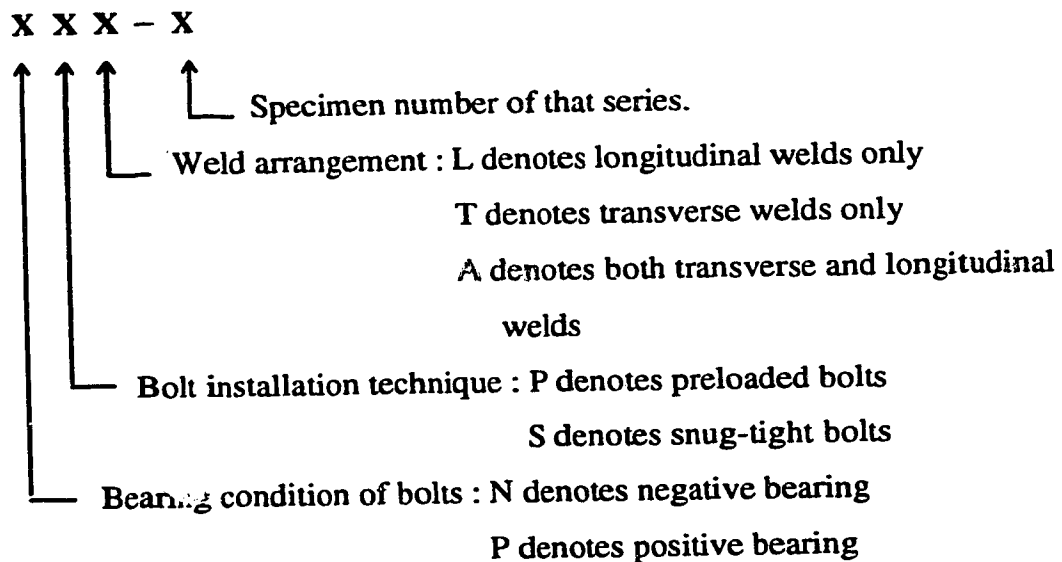 X X X – X
Specimen number of that series.
Weld arrangement : L denotes longitudinal welds only
T denotes transverse welds only
A denotes both transverse and longitudinal
welds
Bolt installation technique : P denotes preloaded bolts
S denotes snug-tight bolts
Bearing condition of bolts : N denotes negative bearing
P denotes positive bearing